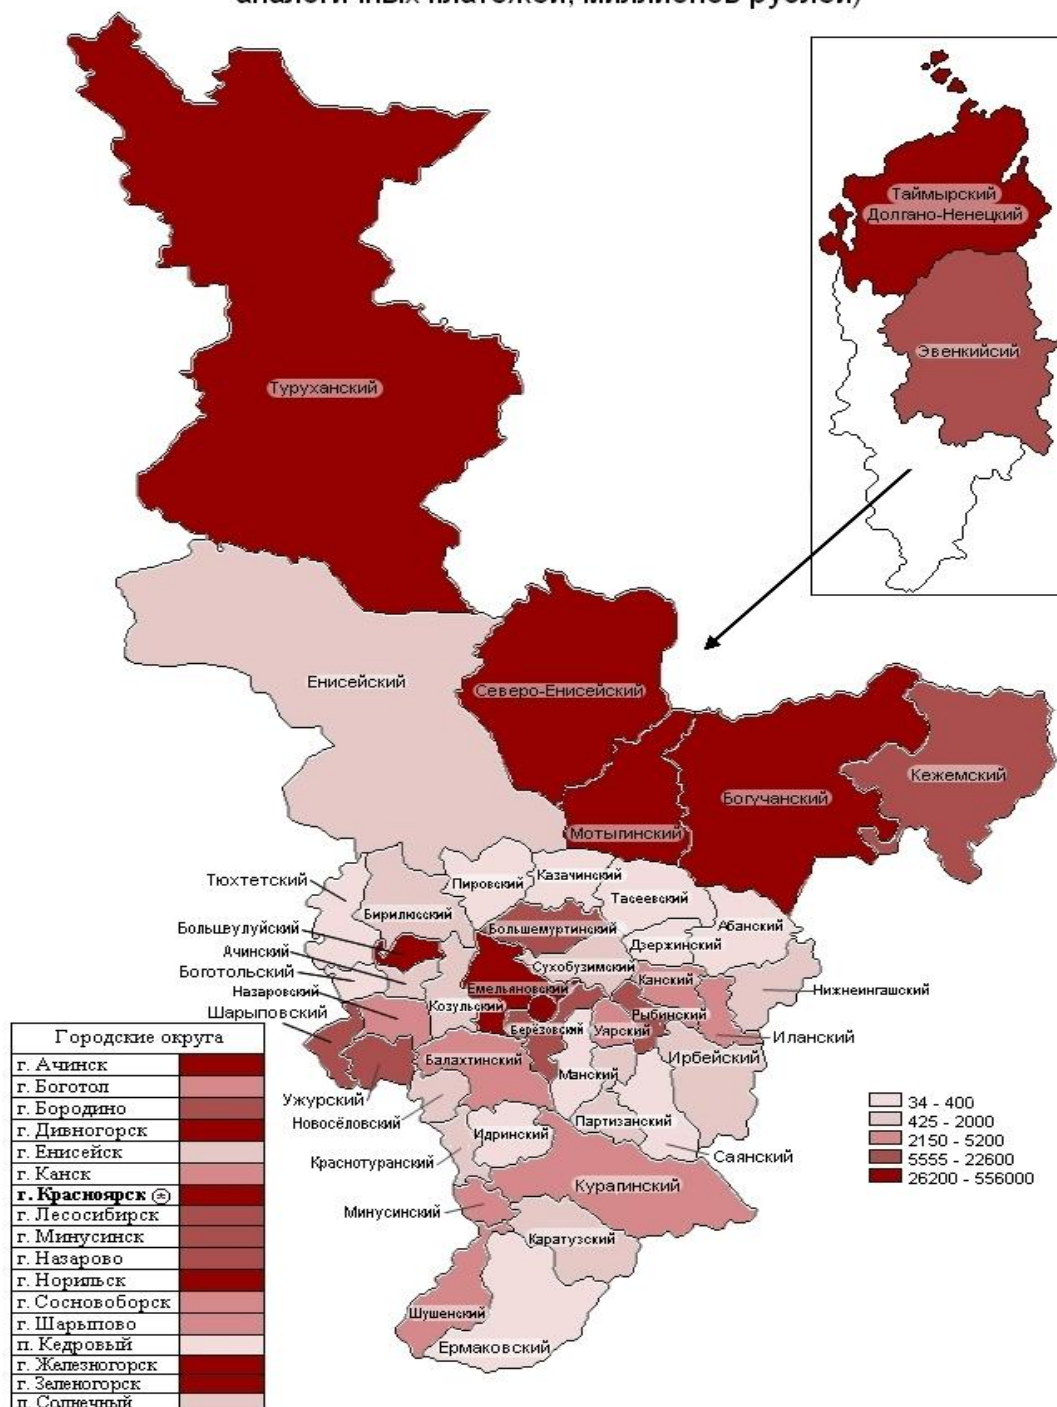 аналогичных платежей, миллионов рублей)
Таймырский
Долгано-Ненецкий
Эвенкийсий
Туруханский
Енисейский
Северо-Енисейский
Кежемский
Богучанский
Мотыгинский
Тюхтетский
Пировский
Казачинский
Тасеевский
Бирилюсский
Большеулуйский
Большемуртинский
Абанский
Ачинский
Дзержинский
Боготольский
Сухобузимский
Канский
Назаровский
Емельяновский
Нижнеингашский
Шарыповский
Козульский
Рыбинский
Берёзовский
Уярский
Иланский
Балахтинский
Ирбейский
Манский
Ужурский
Новосёловский
Партизанский
Идринский
Саянский
Краснотуранский
Курагинский
Минусинский
Каратузский
Шушенский
Ермаковский
Городские округа
г. Ачинск
г. Боготол
г. Бородино
г. Дивногорск
г. Енисейск
г. Канск
г. Красноярск
г. Лесосибирск
г. Минусинск
г. Назарово
г. Норильск
г. Сосновоборск
г. Шарыпово
п. Кедровый
г. Железногорск
г. Зеленогорск
п. Солнечный
34 - 400
425 - 2000
2150 - 5200
5555 - 22600
26200 - 556000